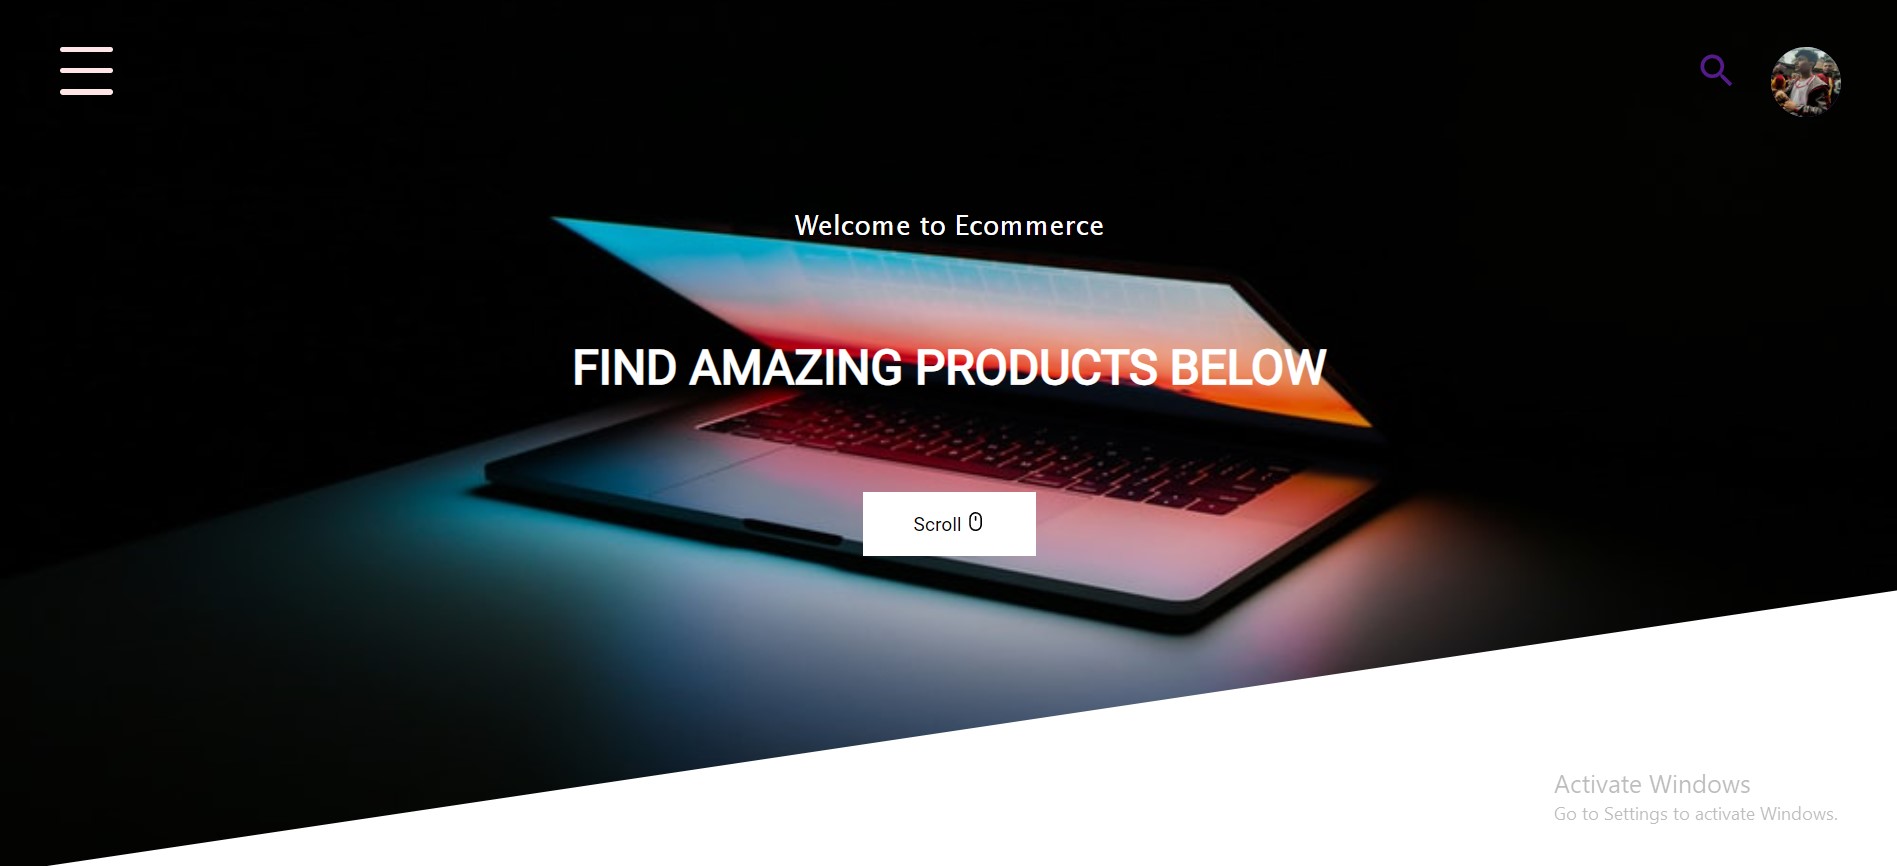 Welcome to Ecommerce
FIND AMAZING PRODUCTS BELOW
Scroll
Activate Windows
Go to Settings to activate Windows.